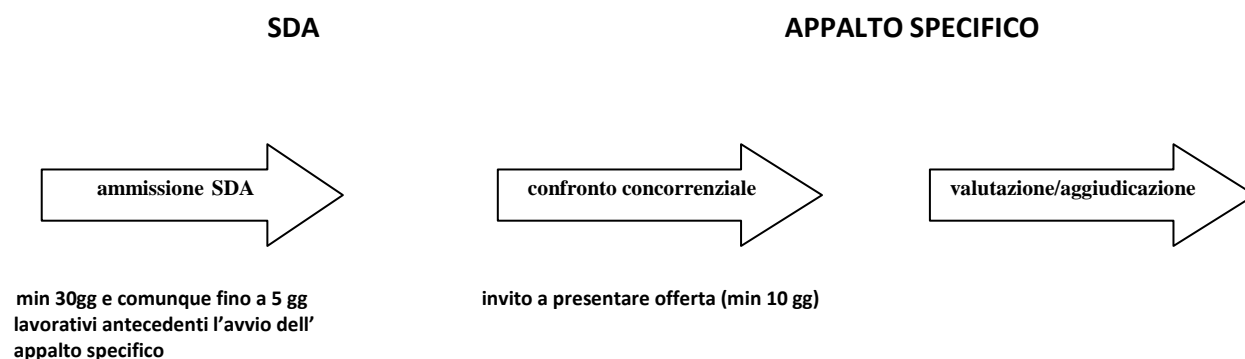 SDA
APPALTO SPECIFICO
ammissione SDA
confronto concorrenziale
valutazione/aggiudicazione
min 30gg e comunque fino a 5 gg
lavorativi antecedenti l’avvio dell’
appalto specifico
invito a presentare offerta (min 10 gg)